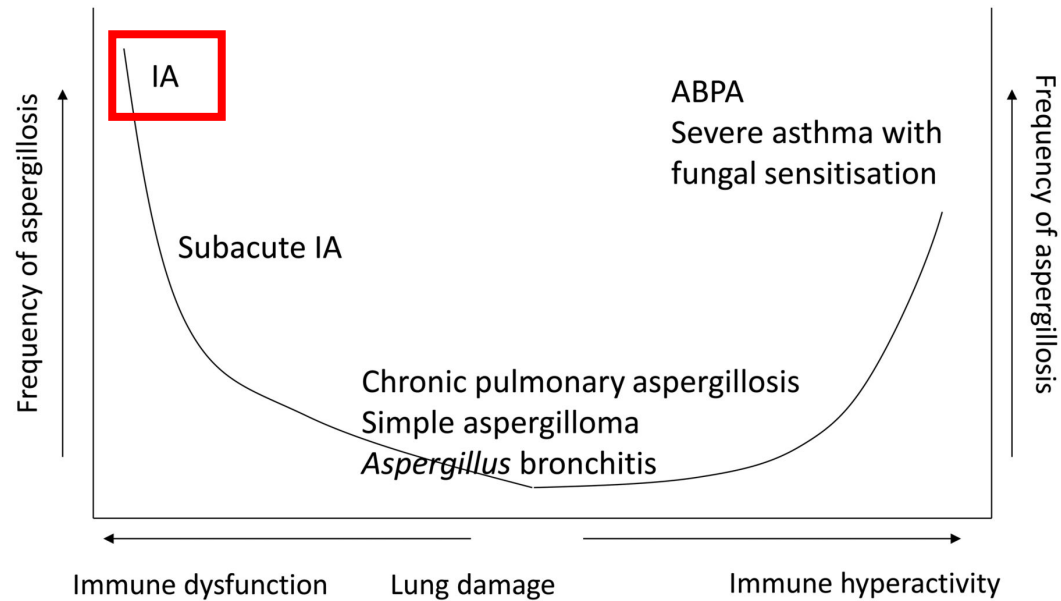 IA
Subacute IA
Chronic pulmonary aspergillosis
Simple aspergilloma
Aspergillus bronchitis
ABPA
Severe asthma with
fungal sensitisation
Frequency of aspergillosis
Frequency of aspergillosis
Immune dysfunction
Lung damage
Immune hyperactivity